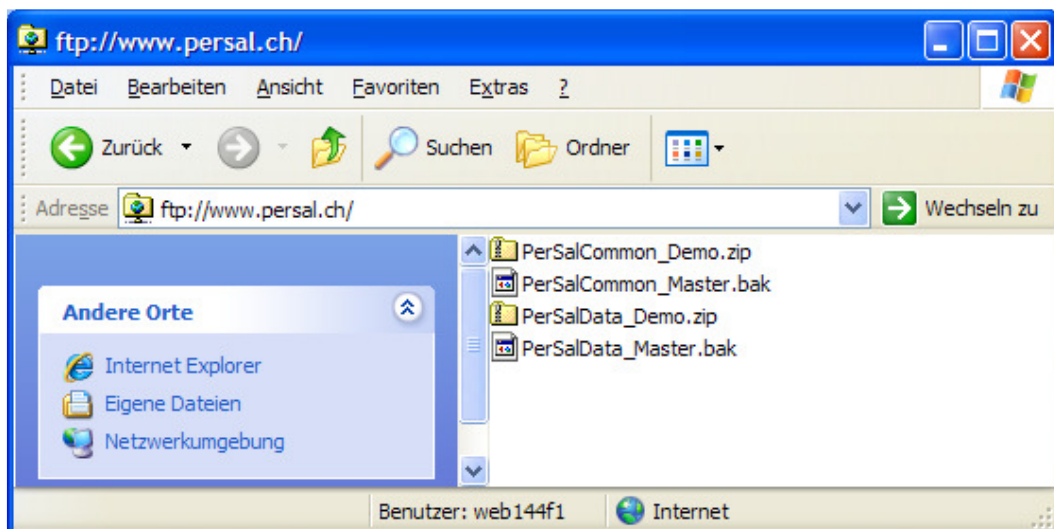 ftp://www.persal.ch/
Datei Bearbeiten Ansicht Favoriten Extras ?
Zurück Suchen Ordner
Adresse ftp://www.persal.ch/ Wechseln zu
Andere Orte
Internet Explorer
Eigene Dateien
Netzwerkumgebung
PerSalCommon_Demo.zip
PerSalCommon_Master.bak
PerSalData_Demo.zip
PerSalData_Master.bak
Benutzer: web144f1 Internet